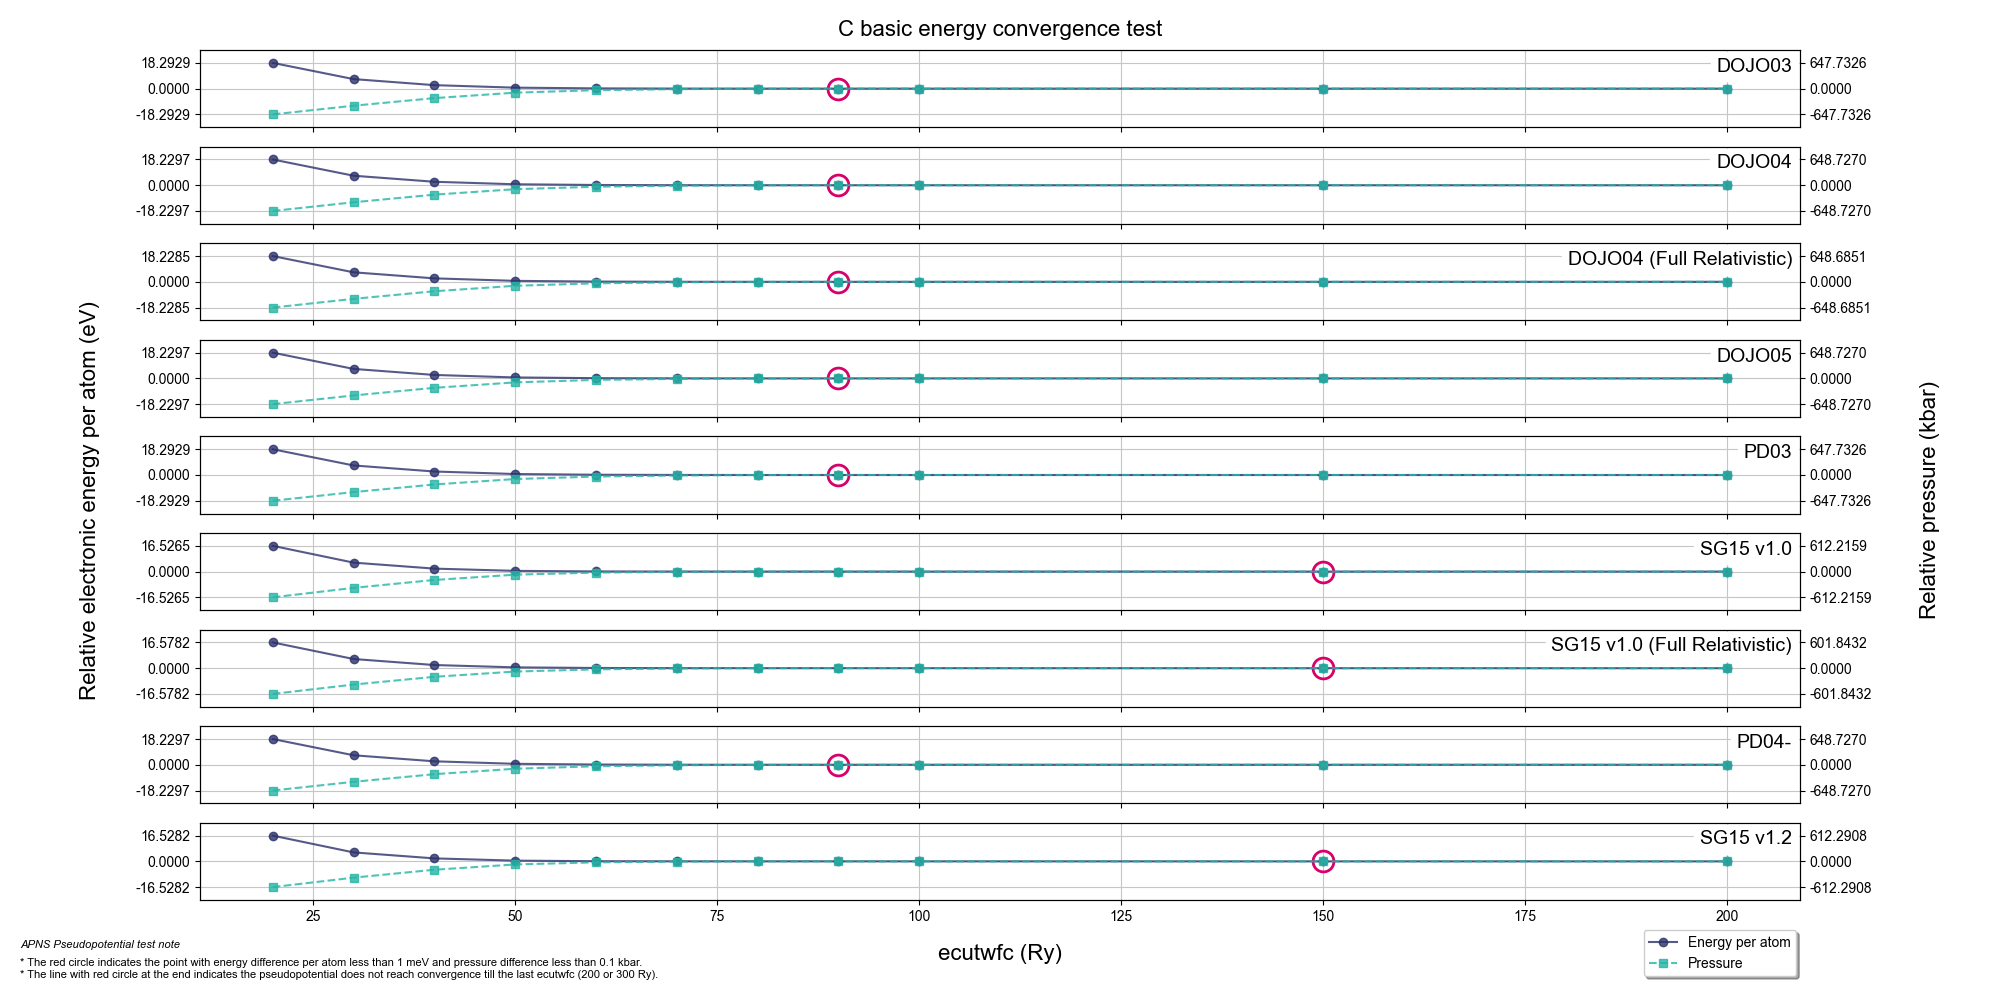 C basic energy convergence test
18.2929
0.0000
-18.2929
DOJO03
647.7326
0.0000
-647.7326
18.2297
0.0000
-18.2297
DOJO04
648.7270
0.0000
-648.7270
18.2285
0.0000
-18.2285
DOJO04 (Full Relativistic)
648.6851
0.0000
-648.6851
18.2297
0.0000
-18.2297
DOJO05
648.7270
0.0000
-648.7270
18.2929
0.0000
-18.2929
PD03
647.7326
0.0000
-647.7326
16.5265
0.0000
-16.5265
SG15 v1.0
612.2159
0.0000
-612.2159
16.5782
0.0000
-16.5782
SG15 v1.0 (Full Relativistic)
601.8432
0.0000
-601.8432
18.2297
0.0000
-18.2297
PD04-
648.7270
0.0000
-648.7270
16.5282
0.0000
-16.5282
SG15 v1.2
612.2908
0.0000
-612.2908
Relative electronic energy per atom (eV)
Relative pressure (kbar)
25 50 75 100 125 150 175 200
ecutwfc (Ry)
Energy per atom
Pressure
APNS Pseudopotential test note
* The red circle indicates the point with energy difference per atom less than 1 meV and pressure difference less than 0.1 kbar.
* The line with red circle at the end indicates the pseudopotential does not reach convergence till the last ecutwfc (200 or 300 Ry).